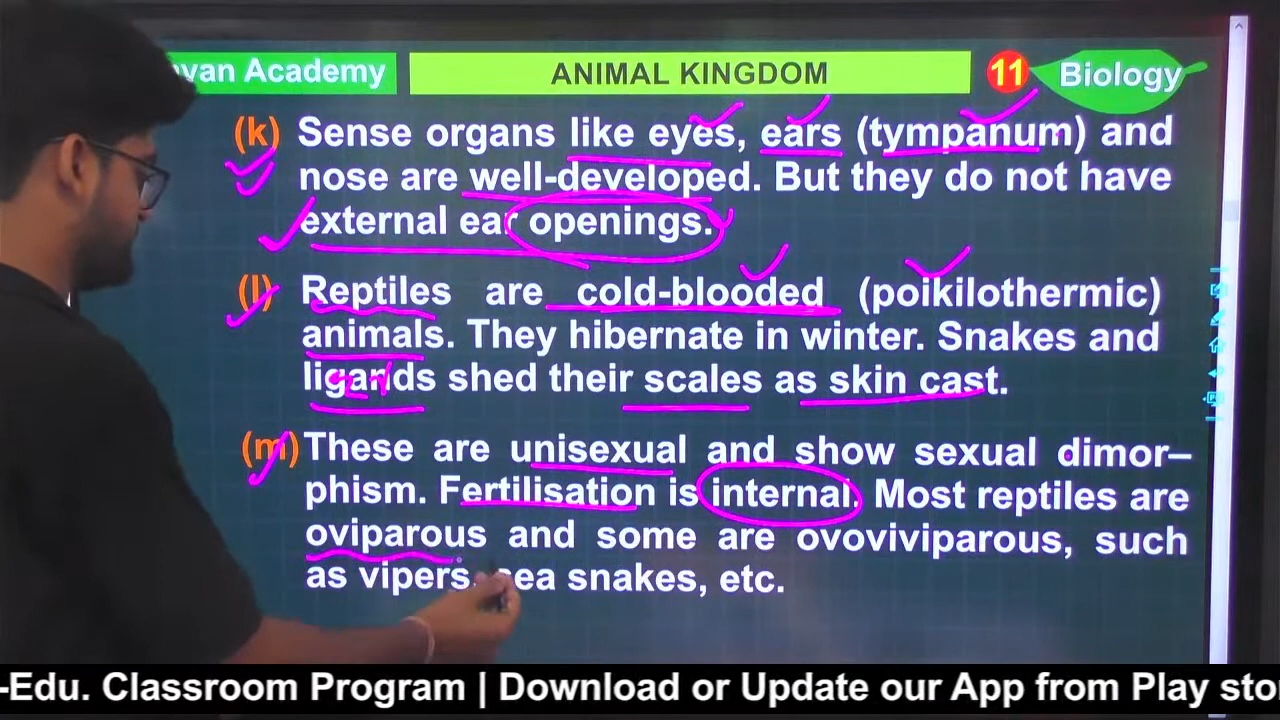 Academy
ANIMAL KINGDOM
11
Biology
(k) Sense organs like eyes, ears (tympanum) and
nose are well-developed. But they do not have
external ear openings.
(l) Reptiles are cold-blooded (poikilothermic)
animals. They hibernate in winter. Snakes and
ligands shed their scales as skin cast.
(m) These are unisexual and show sexual dimor–
phism. Fertilisation is internal. Most reptiles are
oviparous and some are ovoviviparous, such
as vipers, sea snakes, etc.
-Edu. Classroom Program | Download or Update our App from Play